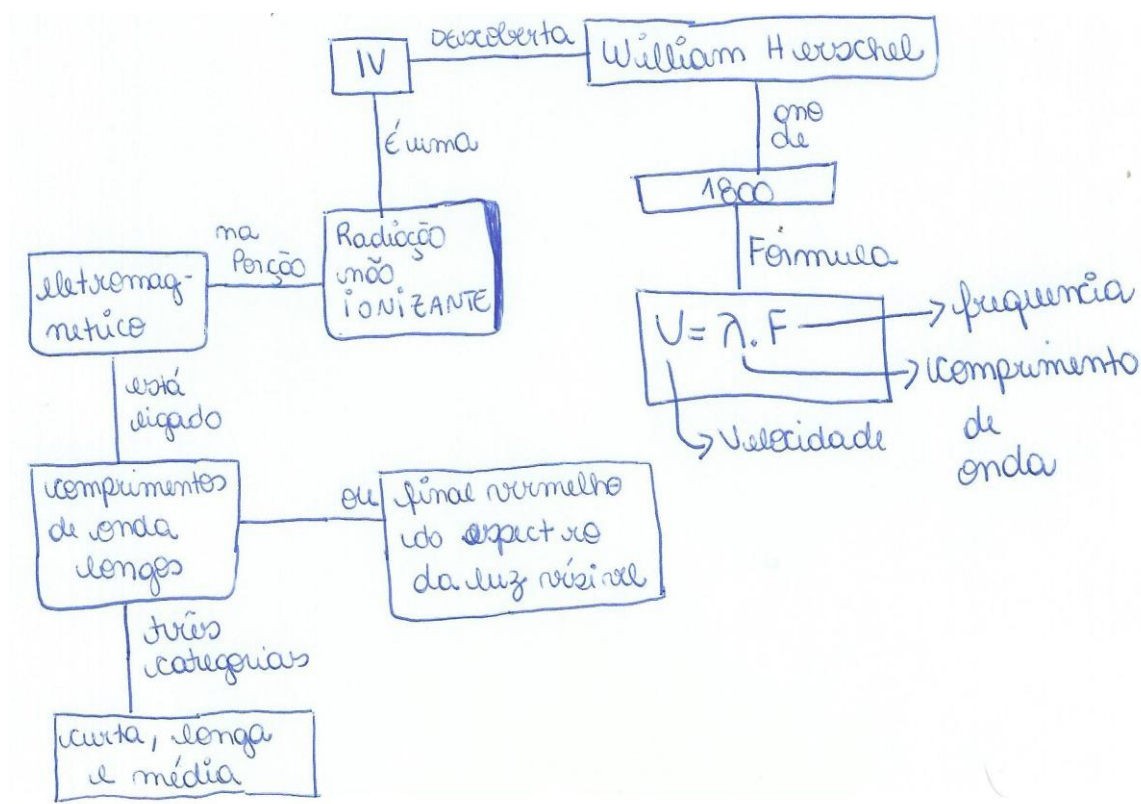 IV
Descoberta
William Herschel
ano
de
1800
Fórmula
V= λ.F
frequencia
comprimento
de
onda
Velocidade
É uma
Radiação
não
iONiZANTE
na
Porção
eletromag-
nético
está
ligado
comprimentos
de onda
longos
ou
final vermelho
do espectro
da luz visível
três
categorias
curta, longa
e média